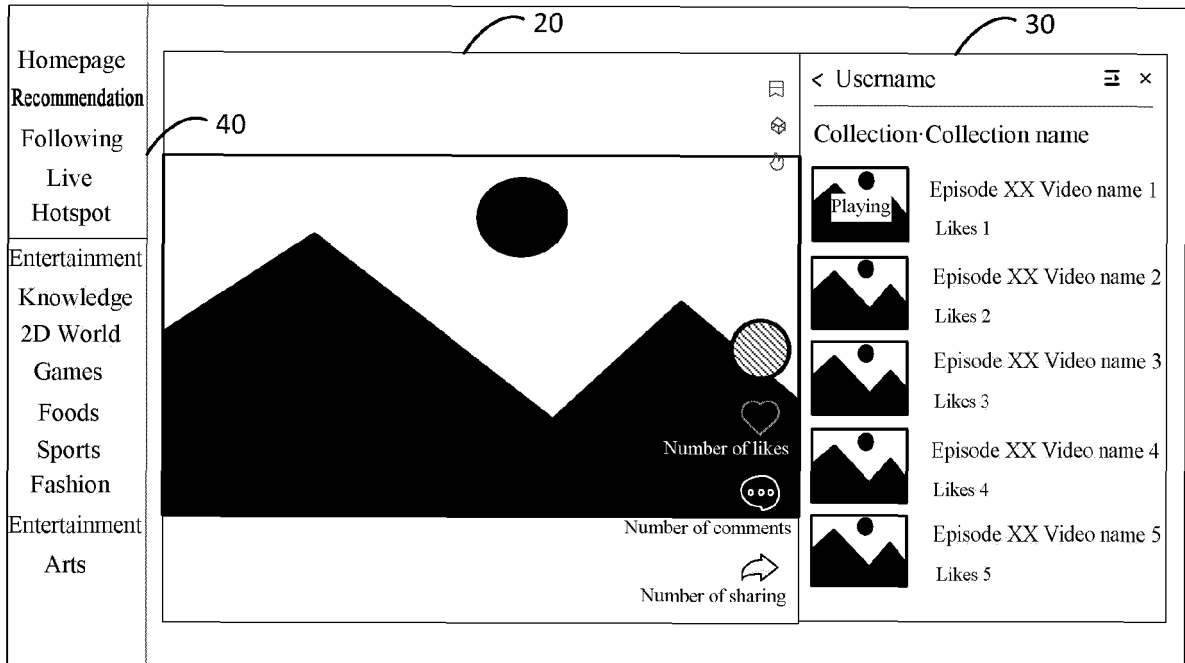 20
30
40
Homepage
Recommendation
Following
Live
Hotspot
Entertainment
Knowledge
2D World
Games
Foods
Sports
Fashion
Entertainment
Arts
Number of likes
Number of comments
Number of sharing
< Username ×
Collection·Collection name
Playing
Episode XX Video name 1
Likes 1
Episode XX Video name 2
Likes 2
Episode XX Video name 3
Likes 3
Episode XX Video name 4
Likes 4
Episode XX Video name 5
Likes 5